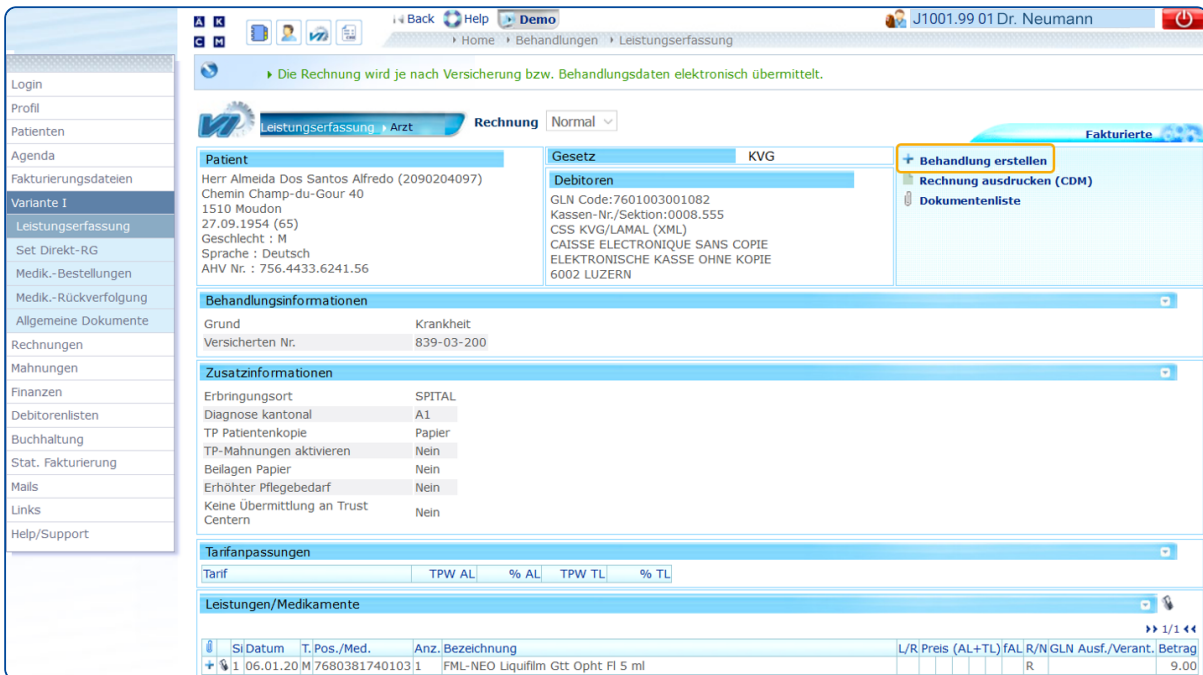 A K
C M
Back Help Demo
J1001.99 01 Dr. Neumann
Home Behandlungen Leistungserfassung
Die Rechnung wird je nach Versicherung bzw. Behandlungsdaten elektronisch übermittelt.
Login
Profil
Patienten
Agenda
Fakturierungsdateien
Variante I
Leistungserfassung
Set Direkt-RG
Medik.-Bestellungen
Medik.-Rückverfolgung
Allgemeine Dokumente
Rechnungen
Mahnungen
Finanzen
Debitorenlisten
Buchhaltung
Stat. Fakturierung
Mails
Links
Help/Support
VI Leistungserfassung Arzt
Rechnung Normal
Fakturierte
Patient
Herr Almeida Dos Santos Alfredo (2090204097)
Chemin Champ-du-Gour 40
1510 Moudon
27.09.1954 (65)
Geschlecht : M
Sprache : Deutsch
AHV Nr. : 756.4433.6241.56
Gesetz KVG
Debitoren
GLN Code:7601003001082
Kassen-Nr./Sektion:0008.555
CSS KVG/LAMAL (XML)
CAISSE ELECTRONIQUE SANS COPIE
ELEKTRONISCHE KASSE OHNE KOPIE
6002 LUZERN
+ Behandlung erstellen
Rechnung ausdrucken (CDM)
Dokumentenliste
Behandlungsinformationen
Grund Krankheit
Versicherten Nr. 839-03-200
Zusatzinformationen
Erbringungsort SPITAL
Diagnose kantonal A1
TP Patientenkopie Papier
TP-Mahnungen aktivieren Nein
Beilagen Papier Nein
Erhöhter Pflegebedarf Nein
Keine Übermittlung an Trust
Centern Nein
Tarifanpassungen
Tarif TPW AL % AL TPW TL % TL
Leistungen/Medikamente
1/1
Si Datum T. Pos./Med. Anz. Bezeichnung L/R Preis (AL+TL) fAL R/N GLN Ausf./Verant. Betrag
+ 1 06.01.20 M 7680381740103 1 FML-NEO Liquifilm Gtt Opht Fl 5 ml R 9.00